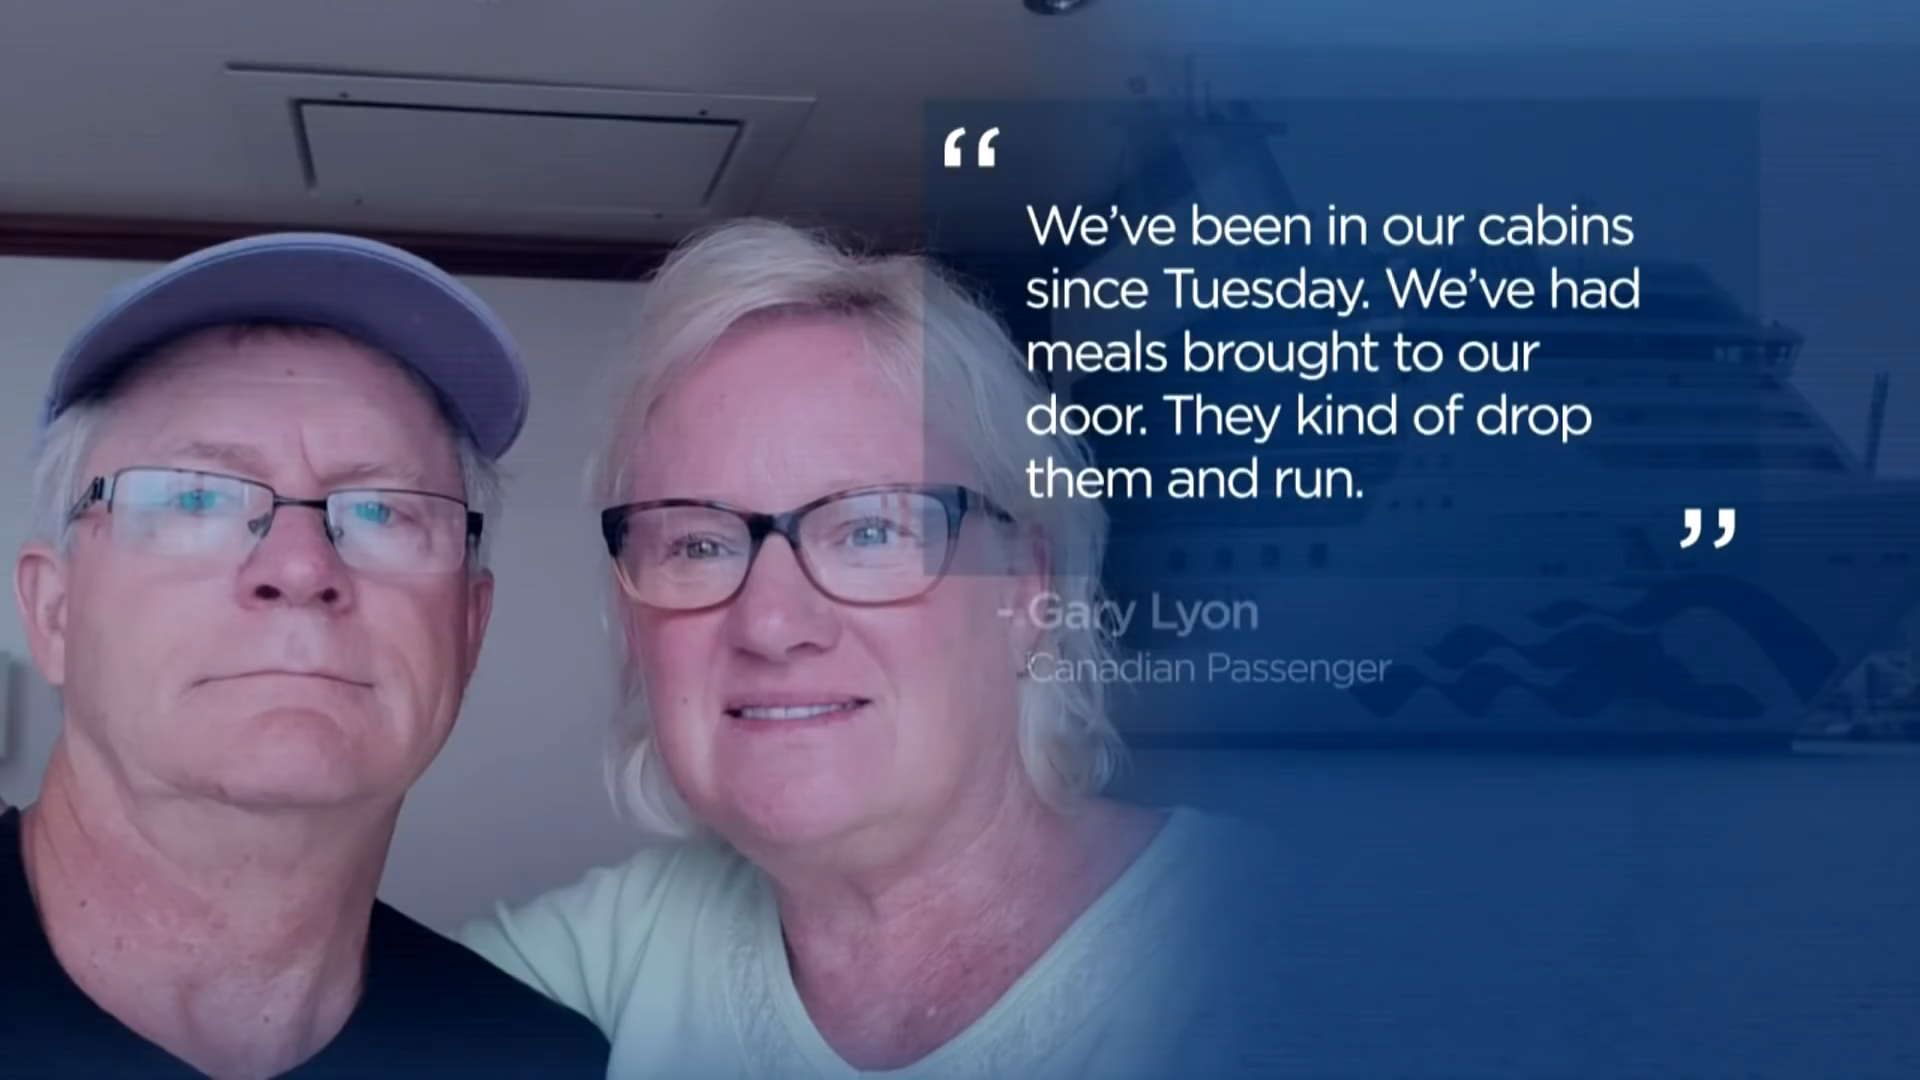 “
We’ve been in our cabins
since Tuesday. We’ve had
meals brought to our
door. They kind of drop
them and run.
”
- Gary Lyon
Canadian Passenger